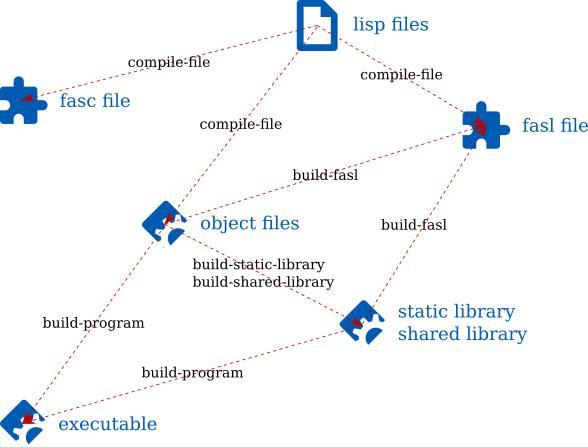 lisp files
compile-file
compile-file
fasc file
compile-file
fasl file
build-fasl
object files
build-fasl
build-static-library
build-shared-library
static library
shared library
build-program
build-program
executable